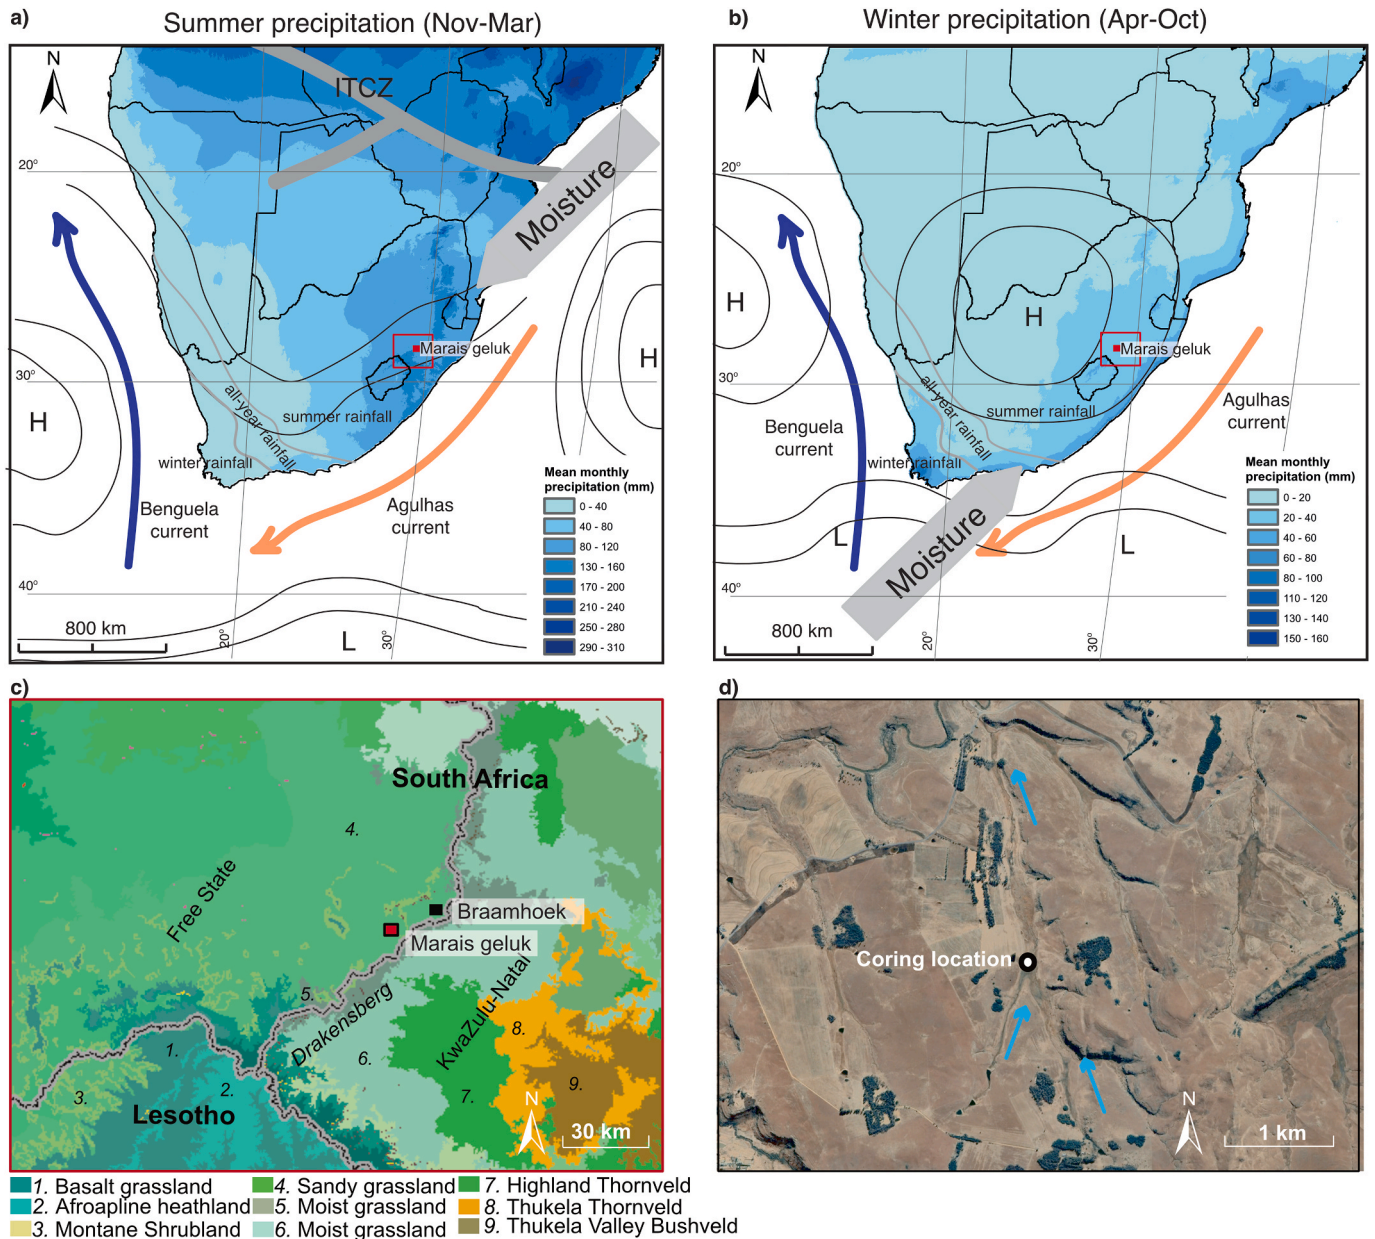 a)
Summer precipitation (Nov-Mar)
N
ITCZ
20°
Moisture
H
H
Marais geluk
30°
all-year rainfall
summer rainfall
winter rainfall
Benguela
current
Agulhas
current
40°
800 km
20°
30°
L
Mean monthly
precipitation (mm)
0 - 40
40 - 80
80 - 120
130 - 160
170 - 200
210 - 240
250 - 280
290 - 310
b)
Winter precipitation (Apr-Oct)
N
20°
H
H
Marais geluk
30°
all-year rainfall
summer rainfall
winter rainfall
Benguela
current
Agulhas
current
Moisture
L
L
40°
800 km
20°
30°
Mean monthly
precipitation (mm)
0 - 20
20 - 40
40 - 60
60 - 80
80 - 100
110 - 120
130 - 140
150 - 160
c)
South Africa
4.
Free State
Braamhoek
Marais geluk
5.
Drakensberg
KwaZulu-Natal
1.
2.
3.
6.
7.
8.
9.
Lesotho
N
30 km
1. Basalt grassland
2. Afroapline heathland
3. Montane Shrubland
4. Sandy grassland
5. Moist grassland
6. Moist grassland
7. Highland Thornveld
8. Thukela Thornveld
9. Thukela Valley Bushveld
d)
Coring location
N
1 km